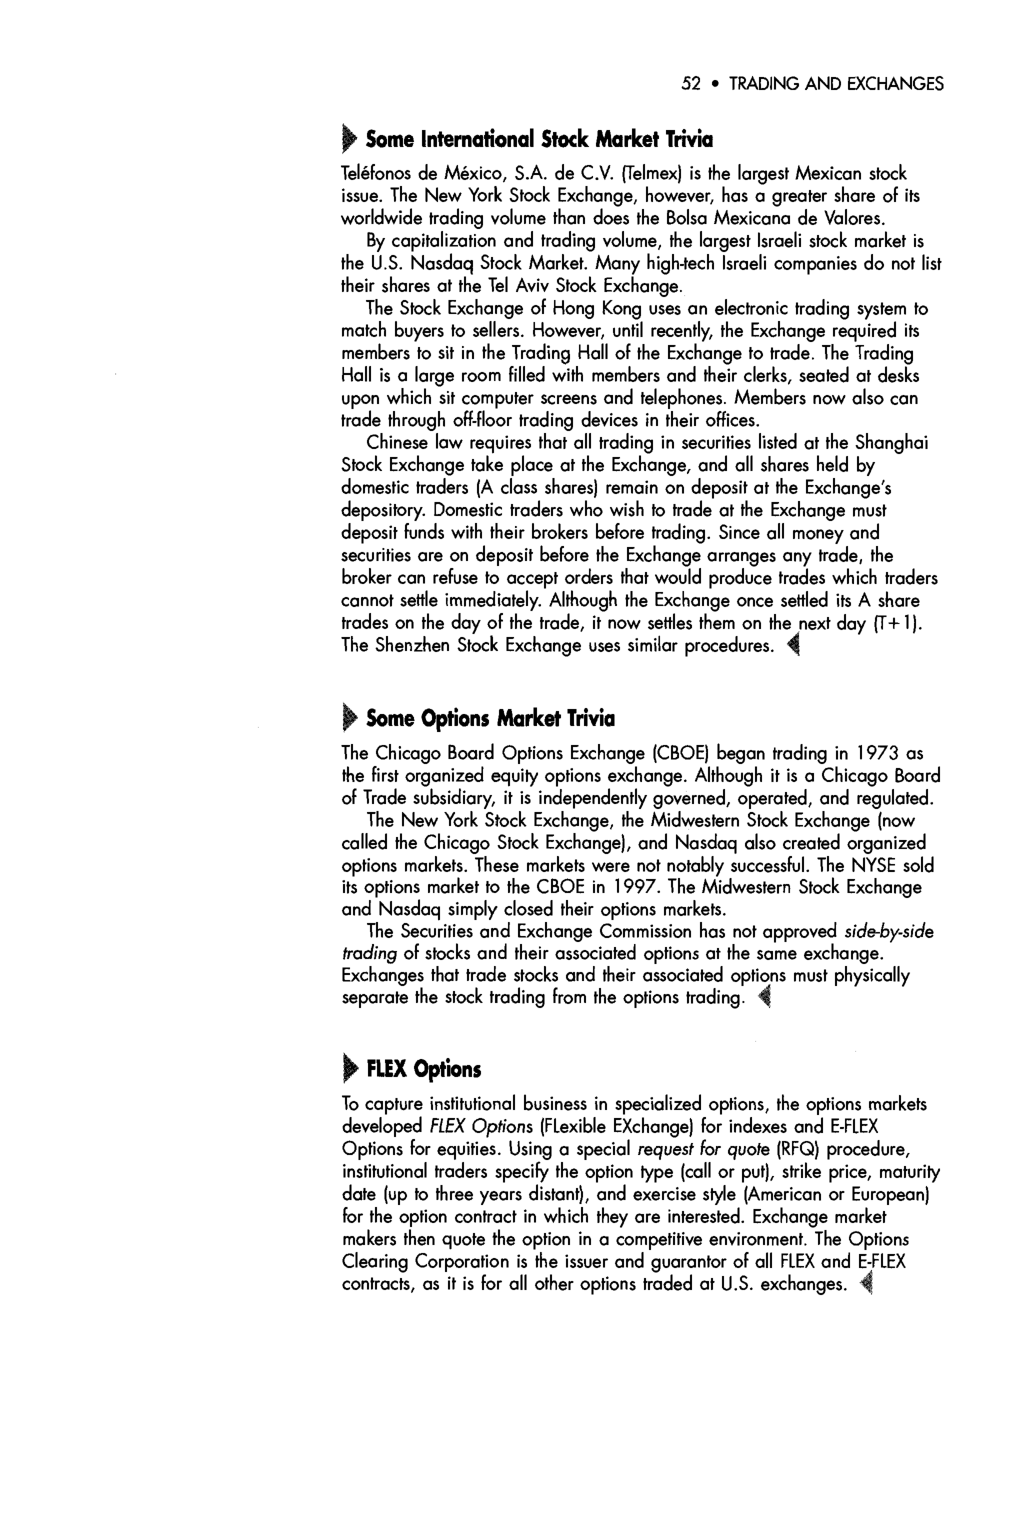 52 • TRADING AND EXCHANGES
Some International Stock Market Trivia
Teléfonos de México, S.A. de C.V. (Telmex) is the largest Mexican stock
issue. The New York Stock Exchange, however, has a greater share of its
worldwide trading volume than does the Bolsa Mexicana de Valores.
By capitalization and trading volume, the largest Israeli stock market is
the U.S. Nasdaq Stock Market. Many high-tech Israeli companies do not list
their shares at the Tel Aviv Stock Exchange.
The Stock Exchange of Hong Kong uses an electronic trading system to
match buyers to sellers. However, until recently, the Exchange required its
members to sit in the Trading Hall of the Exchange to trade. The Trading
Hall is a large room filled with members and their clerks, seated at desks
upon which sit computer screens and telephones. Members now also can
trade through off-floor trading devices in their offices.
Chinese law requires that all trading in securities listed at the Shanghai
Stock Exchange take place at the Exchange, and all shares held by
domestic traders (A class shares) remain on deposit at the Exchange's
depository. Domestic traders who wish to trade at the Exchange must
deposit funds with their brokers before trading. Since all money and
securities are on deposit before the Exchange arranges any trade, the
broker can refuse to accept orders that would produce trades which traders
cannot settle immediately. Although the Exchange once settled its A share
trades on the day of the trade, it now settles them on the next day (T+1).
The Shenzhen Stock Exchange uses similar procedures.
Some Options Market Trivia
The Chicago Board Options Exchange (CBOE) began trading in 1973 as
the first organized equity options exchange. Although it is a Chicago Board
of Trade subsidiary, it is independently governed, operated, and regulated.
The New York Stock Exchange, the Midwestern Stock Exchange (now
called the Chicago Stock Exchange), and Nasdaq also created organized
options markets. These markets were not notably successful. The NYSE sold
its options market to the CBOE in 1997. The Midwestern Stock Exchange
and Nasdaq simply closed their options markets.
The Securities and Exchange Commission has not approved side-by-side
trading of stocks and their associated options at the same exchange.
Exchanges that trade stocks and their associated options must physically
separate the stock trading from the options trading.
FLEX Options
To capture institutional business in specialized options, the options markets
developed FLEX Options (FLexible EXchange) for indexes and E-FLEX
Options for equities. Using a special request for quote (RFQ) procedure,
institutional traders specify the option type (call or put), strike price, maturity
date (up to three years distant), and exercise style (American or European)
for the option contract in which they are interested. Exchange market
makers then quote the option in a competitive environment. The Options
Clearing Corporation is the issuer and guarantor of all FLEX and E-FLEX
contracts, as it is for all other options traded at U.S. exchanges.